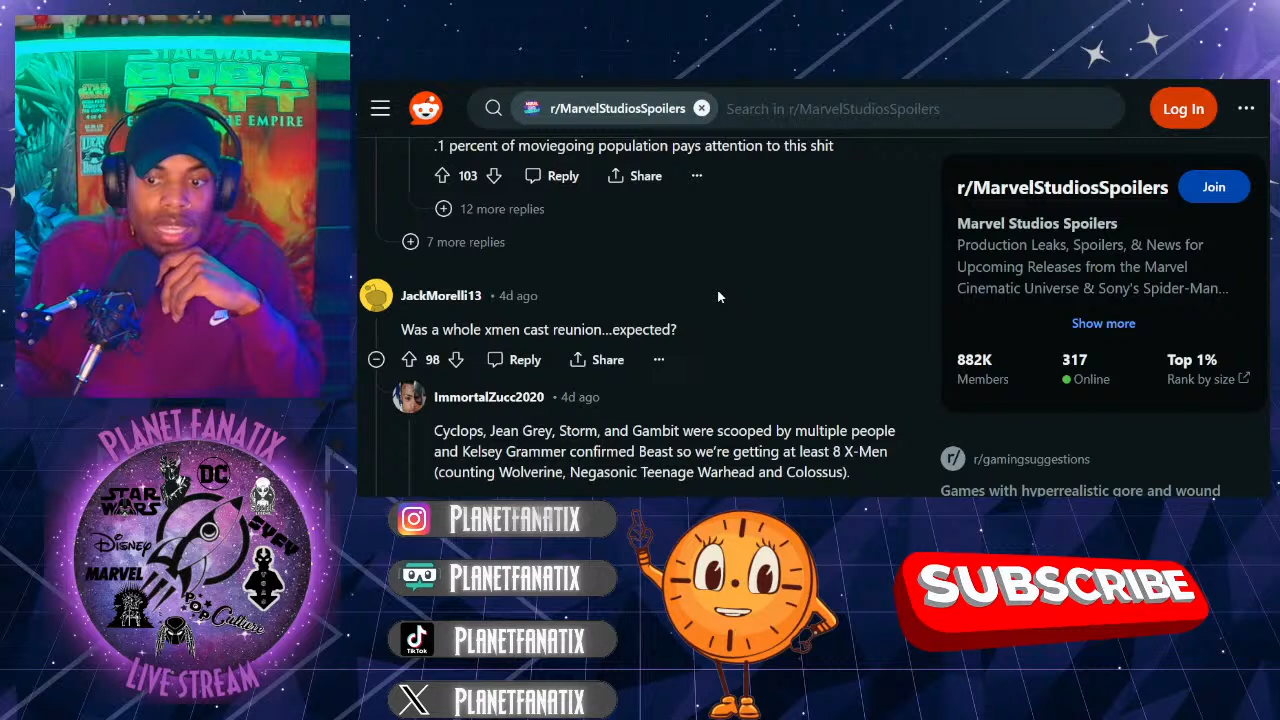 STAR WARS
BOBA
FETT
EMPIRE
r/MarvelStudiosSpoilers
Search in r/MarvelStudiosSpoilers
Log In
.1 percent of moviegoing population pays attention to this shit
103
Reply
Share
12 more replies
7 more replies
JackMorelli13 • 4d ago
Was a whole xmen cast reunion...expected?
98
Reply
Share
ImmortalZucc2020 • 4d ago
Cyclops, Jean Grey, Storm, and Gambit were scooped by multiple people
and Kelsey Grammer confirmed Beast so we're getting at least 8 X-Men
(counting Wolverine, Negasonic Teenage Warhead and Colossus).
r/MarvelStudiosSpoilers
Join
Marvel Studios Spoilers
Production Leaks, Spoilers, & News for
Upcoming Releases from the Marvel
Cinematic Universe & Sony's Spider-Man...
Show more
882K
317
Top 1%
Members
Online
Rank by size
r/gamingsuggestions
Games with hyperrealistic gore and wound
PLANET FANATIX
STAR WARS
DC
Disney
MARVEL
POP Culture
LIVE STREAM
PLANETFANATIX
PLANETFANATIX
TikTok
PLANETFANATIX
PLANETFANATIX
SUBSCRIBE